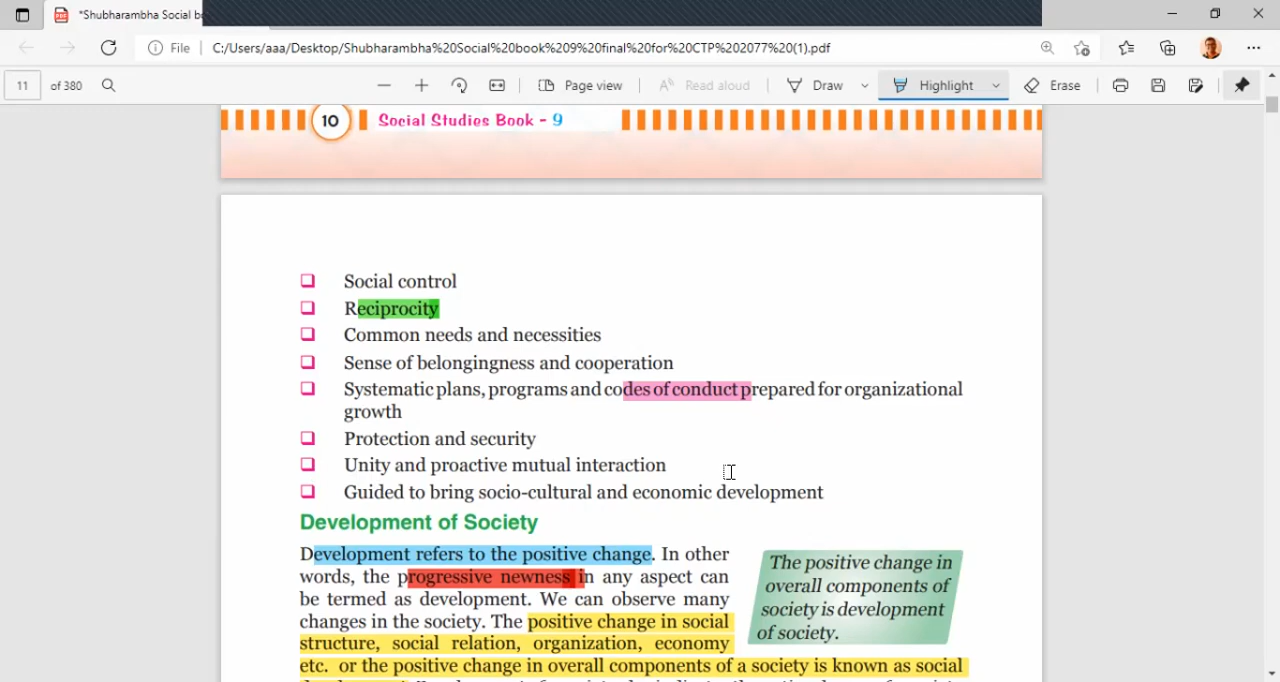 *"Shubharambha Social b
File C:/Users/aaa/Desktop/Shubharambha%20Social%20book%209%20final%20for%20CTP%202077%20(1).pdf
11 of 380 Page view Read aloud Draw Highlight Erase
10 Social Studies Book - 9
Social control
Reciprocity
Common needs and necessities
Sense of belongingness and cooperation
Systematic plans, programs and codes of conduct prepared for organizational
growth
Protection and security
Unity and proactive mutual interaction
Guided to bring socio-cultural and economic development
Development of Society
Development refers to the positive change. In other
words, the progressive newness in any aspect can
be termed as development. We can observe many
changes in the society. The positive change in social
structure, social relation, organization, economy
etc. or the positive change in overall components of a society is known as social
The positive change in
overall components of
society is development
of society.